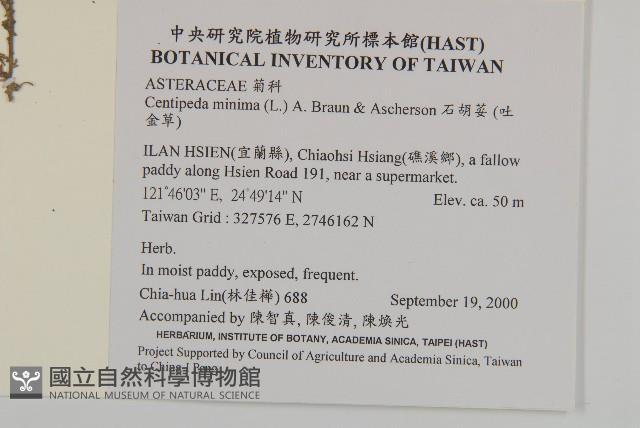 中央研究院植物研究所標本館(HAST)
BOTANICAL INVENTORY OF TAIWAN
ASTERACEAE 菊科
Centipeda minima (L.) A. Braun & Ascherson 石胡荽 (吐
金草)
ILAN HSIEN(宜蘭縣), Chiaohsi Hsiang(礁溪鄉), a fallow
paddy along Hsien Road 191, near a supermarket.
121°46'03" E, 24°49'14" N Elev. ca. 50 m
Taiwan Grid : 327576 E, 2746162 N
Herb.
In moist paddy, exposed, frequent.
Chia-hua Lin(林佳樺) 688 September 19, 2000
Accompanied by 陳智真, 陳俊清, 陳煥光
HERBARIUM, INSTITUTE OF BOTANY, ACADEMIA SINICA, TAIPEI (HAST)
Project Supported by Council of Agriculture and Academia Sinica, Taiwan
to Ching-I Peng
國立自然科學博物館
NATIONAL MUSEUM OF NATURAL SCIENCE